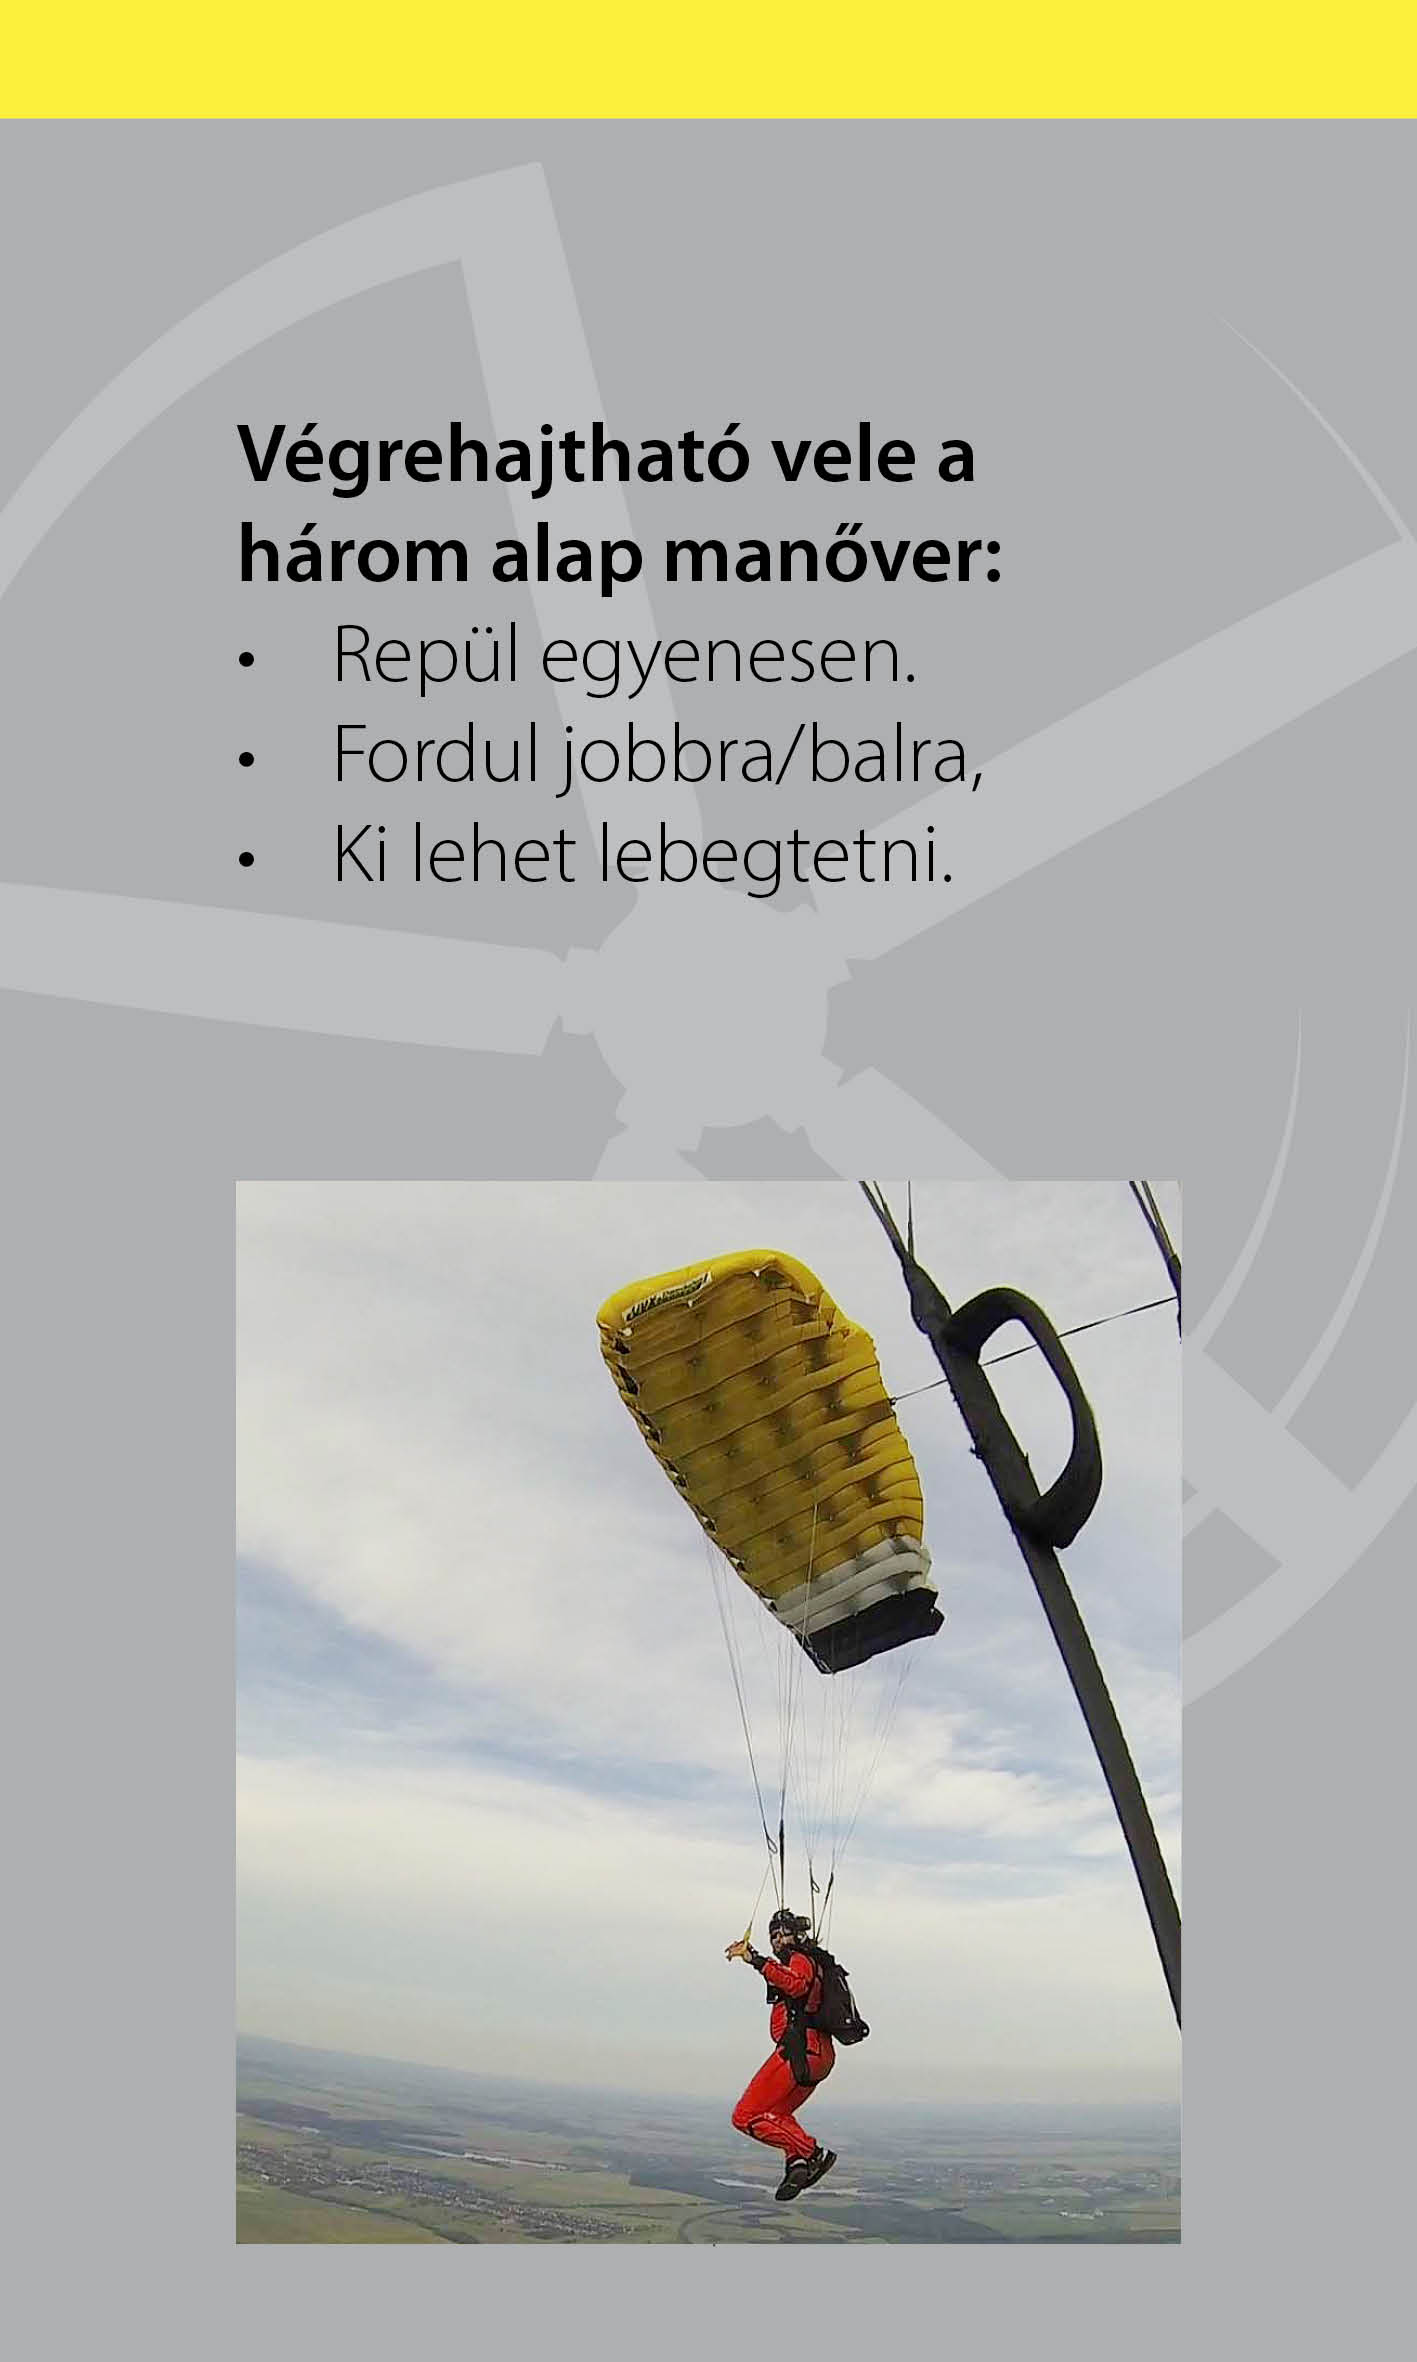 Végrehajtható vele a
három alap manőver:
• Repül egyenesen.
• Fordul jobbra/balra,
• Ki lehet lebegtetni.